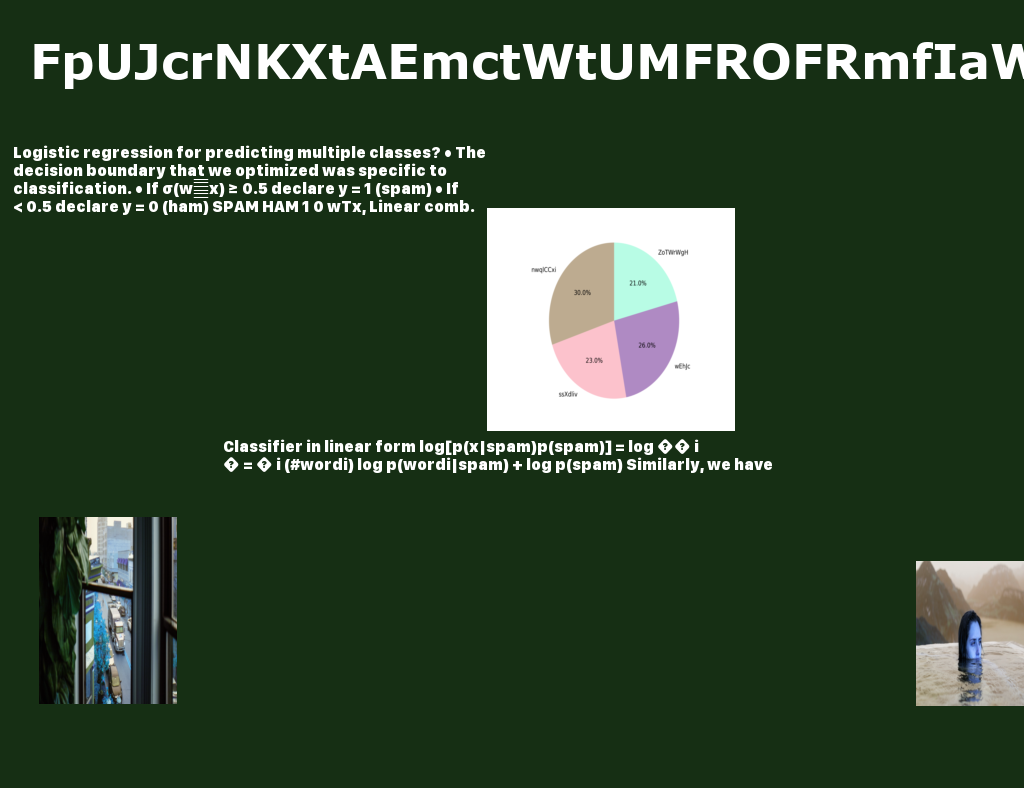 FpUJcrNKXtAEmctWtUMFROFRmfIaW
Logistic regression for predicting multiple classes? • The
decision boundary that we optimized was specific to
classification. • If σ(w x) ≥ 0.5 declare y = 1 (spam) • If
< 0.5 declare y = 0 (ham) SPAM HAM 1 0 wTx, Linear comb.
ZoTWrWgH
nwqICCxi
21.0%
30.0%
26.0%
23.0%
wEhJc
ssXdIiv
Classifier in linear form log[p(x|spam)p(spam)] = log �� i
� = � i (#wordi) log p(wordi|spam) + log p(spam) Similarly, we have